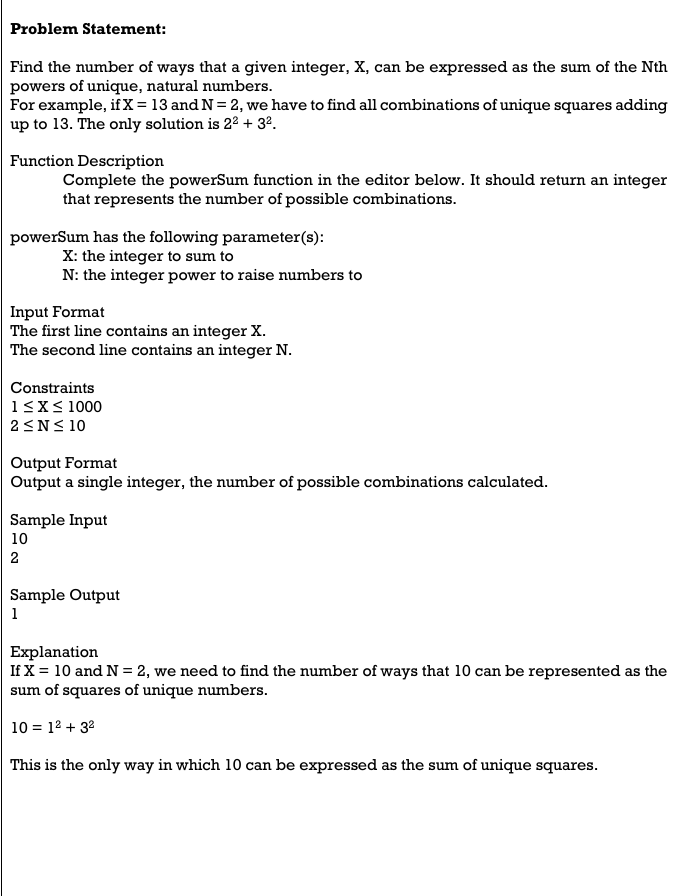 Problem Statement:
Find the number of ways that a given integer, X, can be expressed as the sum of the Nth
powers of unique, natural numbers.
For example, if X = 13 and N = 2, we have to find all combinations of unique squares adding
up to 13. The only solution is 2² + 3².
Function Description
Complete the powerSum function in the editor below. It should return an integer
that represents the number of possible combinations.
powerSum has the following parameter(s):
X: the integer to sum to
N: the integer power to raise numbers to
Input Format
The first line contains an integer X.
The second line contains an integer N.
Constraints
1 ≤ X ≤ 1000
2 ≤ N ≤ 10
Output Format
Output a single integer, the number of possible combinations calculated.
Sample Input
10
2
Sample Output
1
Explanation
If X = 10 and N = 2, we need to find the number of ways that 10 can be represented as the
sum of squares of unique numbers.
10 = 1² + 3²
This is the only way in which 10 can be expressed as the sum of unique squares.